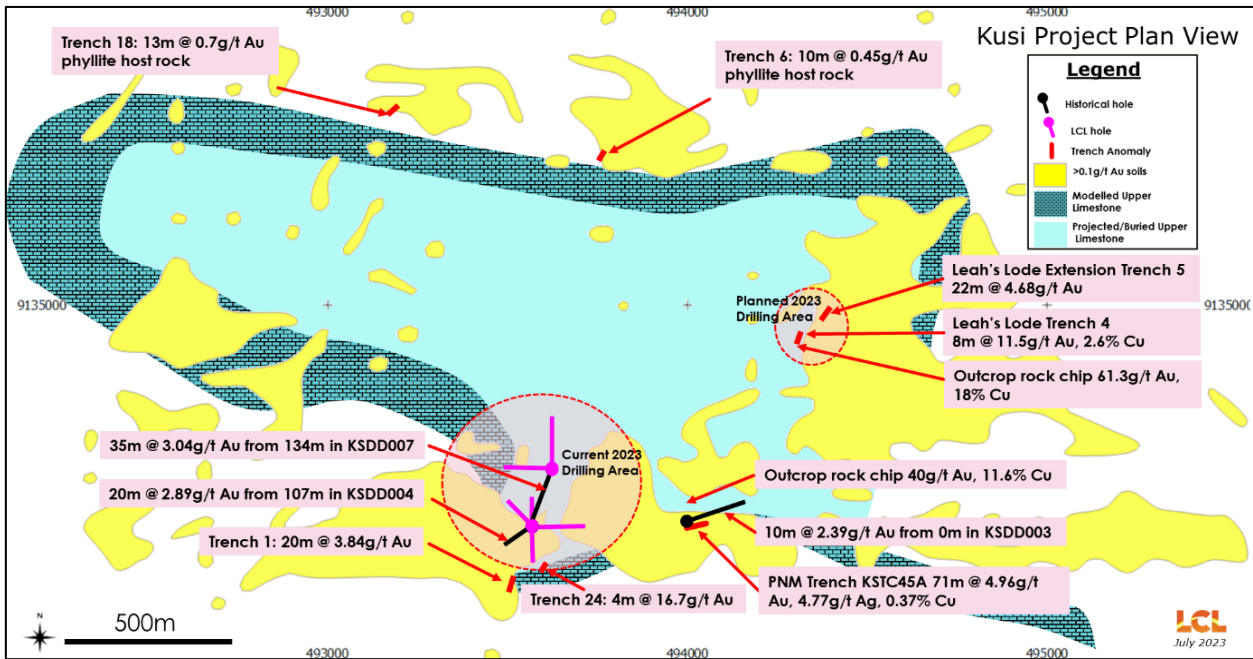 493000
494000
495000
Kusi Project Plan View
Legend
Historical hole
LCL hole
Trench Anomaly
>0.1g/t Au soils
Modelled Upper
Limestone
Projected/Buried Upper
Limestone
Trench 18: 13m @ 0.7g/t Au
phyllite host rock
Trench 6: 10m @ 0.45g/t Au
phyllite host rock
9135000
9135000
Planned 2023
Drilling Area
Leah's Lode Extension Trench 5
22m @ 4.68g/t Au
Leah's Lode Trench 4
8m @ 11.5g/t Au, 2.6% Cu
Outcrop rock chip 61.3g/t Au,
18% Cu
35m @ 3.04g/t Au from 134m in KSDD007
Current 2023
Drilling Area
20m @ 2.89g/t Au from 107m in KSDD004
Trench 1: 20m @ 3.84g/t Au
Trench 24: 4m @ 16.7g/t Au
Outcrop rock chip 40g/t Au, 11.6% Cu
10m @ 2.39g/t Au from 0m in KSDD003
PNM Trench KSTC45A 71m @ 4.96g/t
Au, 4.77g/t Ag, 0.37% Cu
N
500m
493000
494000
495000
LCL
July 2023